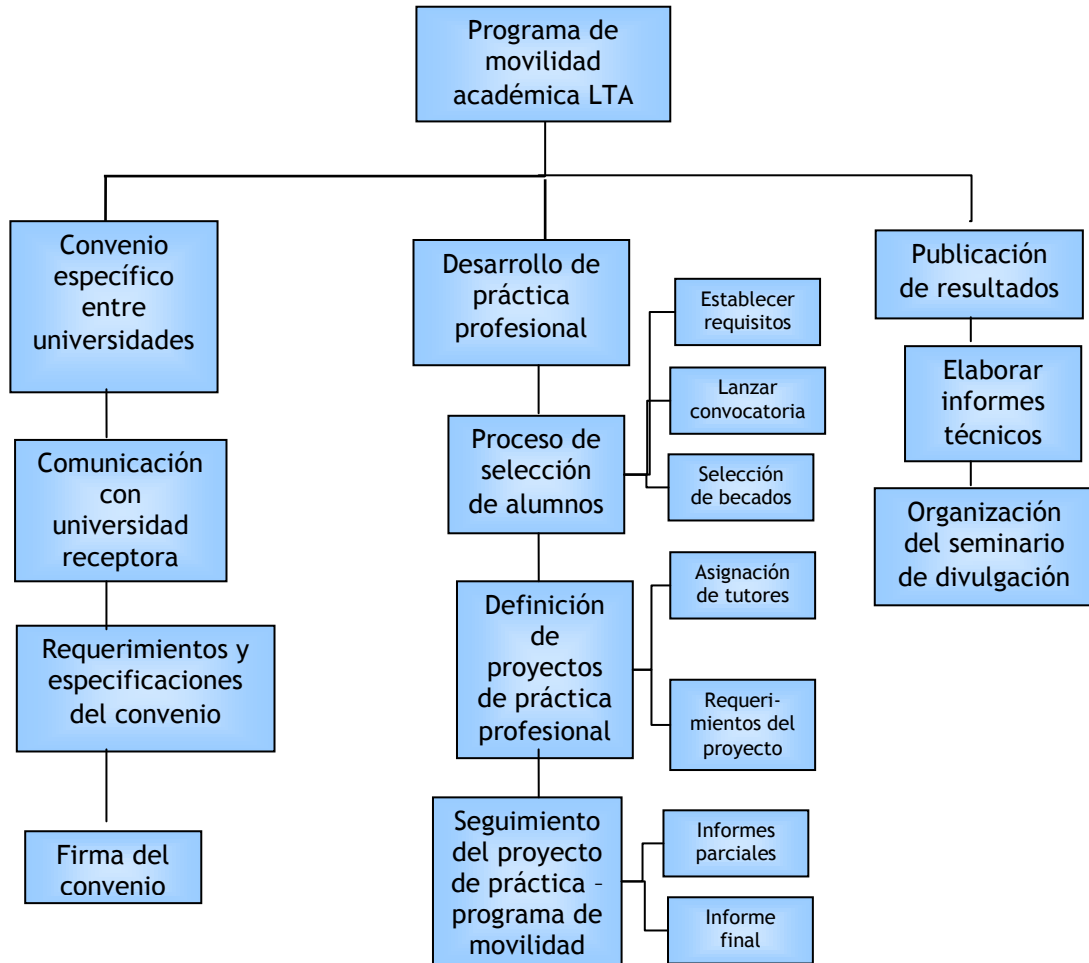 Programa de
movilidad
académica LTA
Convenio
específico
entre
universidades
Comunicación
con
universidad
receptora
Requerimientos y
especificaciones
del convenio
Firma del
convenio
Desarrollo de
práctica
profesional
Proceso de
selección
de alumnos
Establecer
requisitos
Lanzar
convocatoria
Selección
de becados
Definición
de
proyectos
de práctica
profesional
Asignación
de tutores
Requeri-
mientos del
proyecto
Seguimiento
del proyecto
de práctica –
programa de
movilidad
Informes
parciales
Informe
final
Publicación
de resultados
Elaborar
informes
técnicos
Organización
del seminario
de divulgación